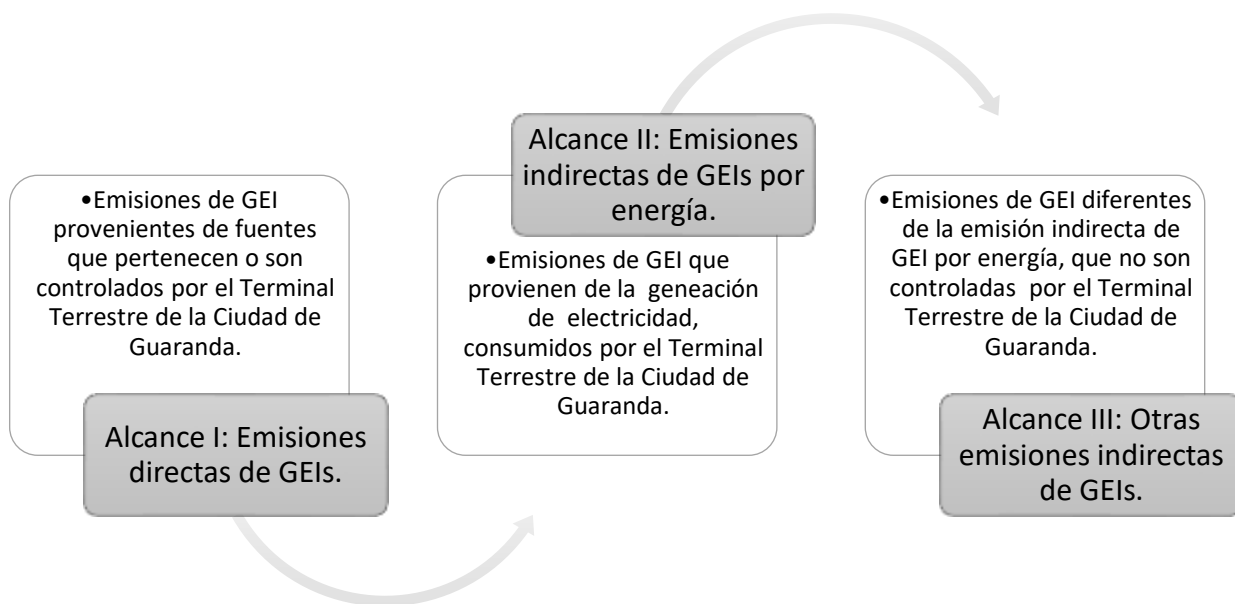 •Emisiones de GEI
provenientes de fuentes
que pertenecen o son
controlados por el Terminal
Terrestre de la Ciudad de
Guaranda.
Alcance I: Emisiones
directas de GEIs.
Alcance II: Emisiones
indirectas de GEIs por
energía.
•Emisiones de GEI que
provienen de la geneación
de electricidad,
consumidos por el Terminal
Terrestre de la Ciudad de
Guaranda.
•Emisiones de GEI diferentes
de la emisión indirecta de
GEI por energía, que no son
controladas por el Terminal
Terrestre de la Ciudad de
Guaranda.
Alcance III: Otras
emisiones indirectas
de GEIs.